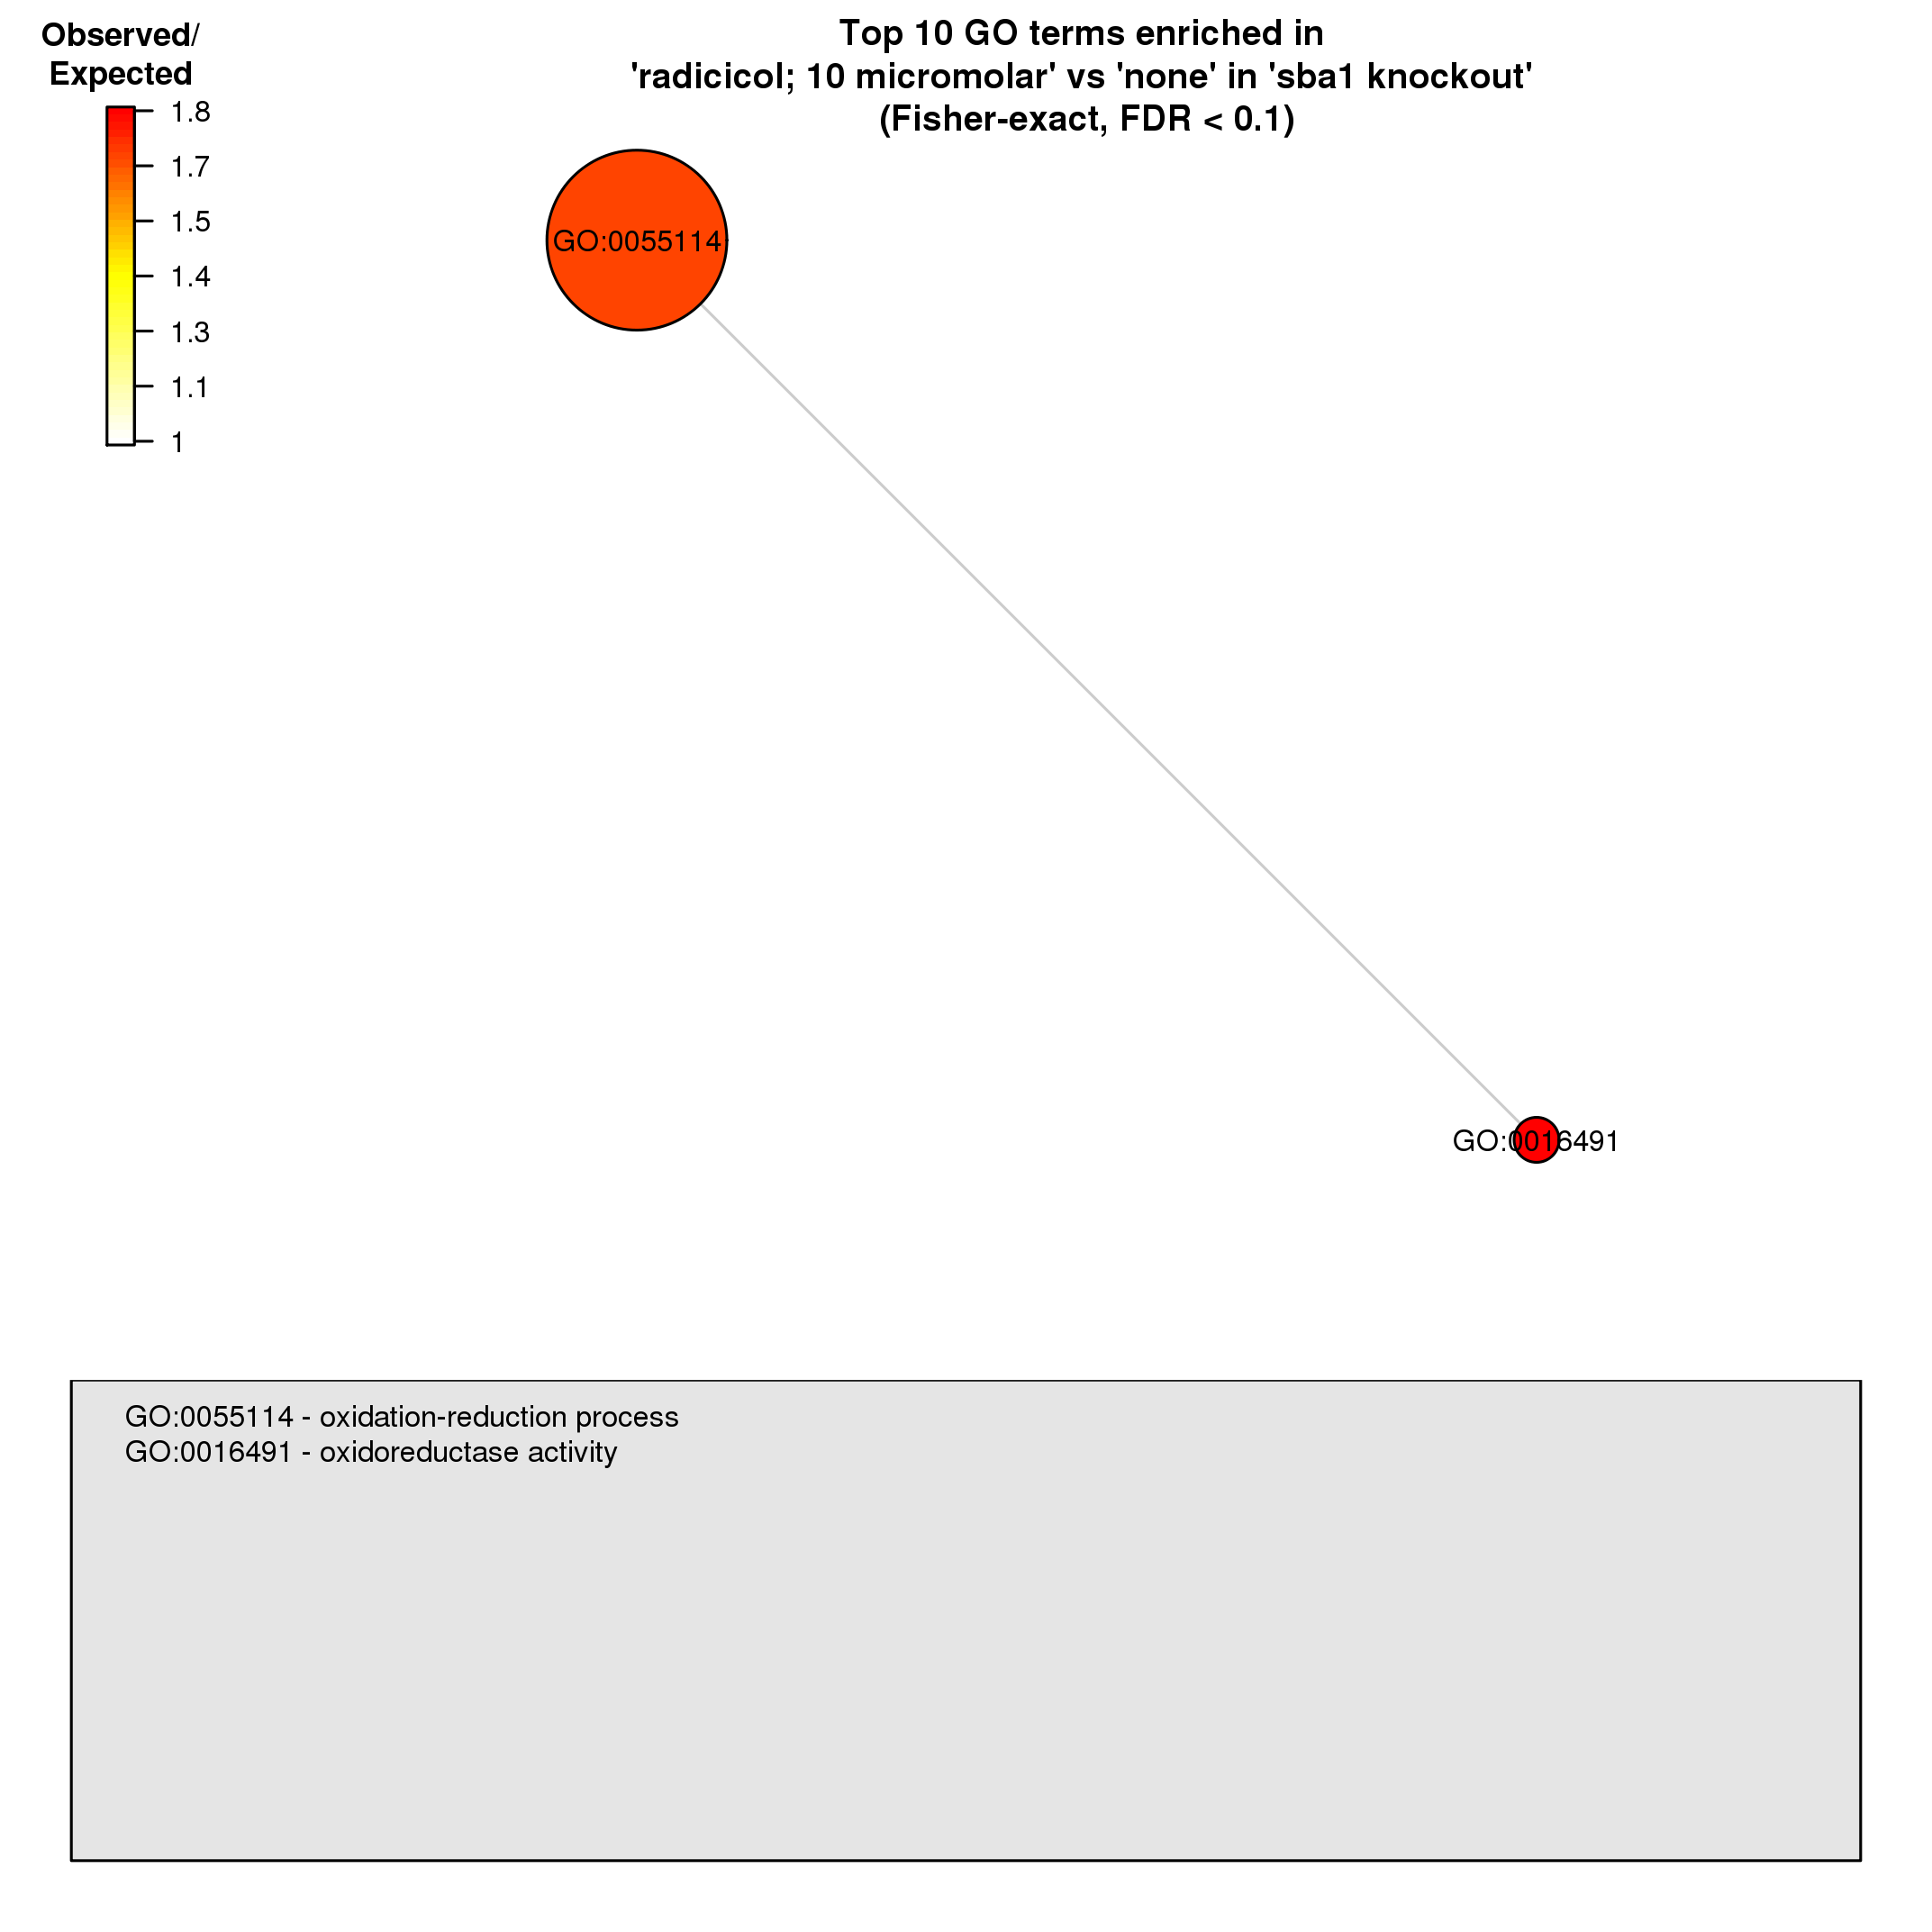 Observed/
Expected
1.8
1.7
1.5
1.4
1.3
1.1
1
Top 10 GO terms enriched in
'radicicol; 10 micromolar' vs 'none' in 'sba1 knockout'
(Fisher-exact, FDR < 0.1)
GO:0055114
GO:0016491
GO:0055114 - oxidation-reduction process
GO:0016491 - oxidoreductase activity